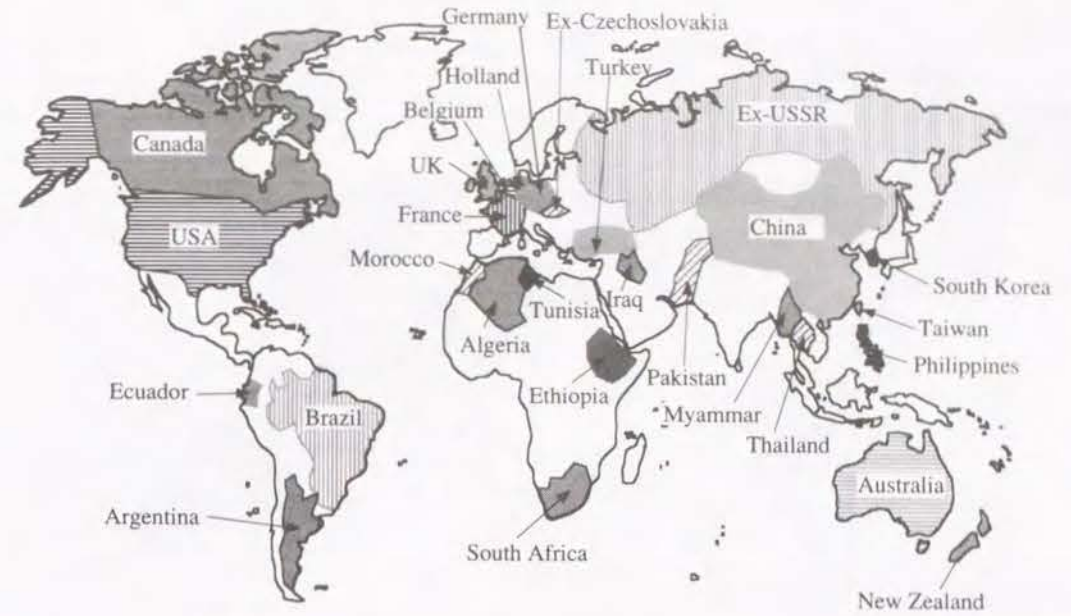 Germany
Ex-Czechoslovakia
Holland
Turkey
Belgium
Ex-USSR
Canada
UK
France
USA
China
Morocco
Tunisia
Iraq
South Korea
Algeria
Taiwan
Ethiopia
Pakistan
Philippines
Ecuador
Brazil
Myammar
Thailand
Australia
Argentina
South Africa
New Zealand